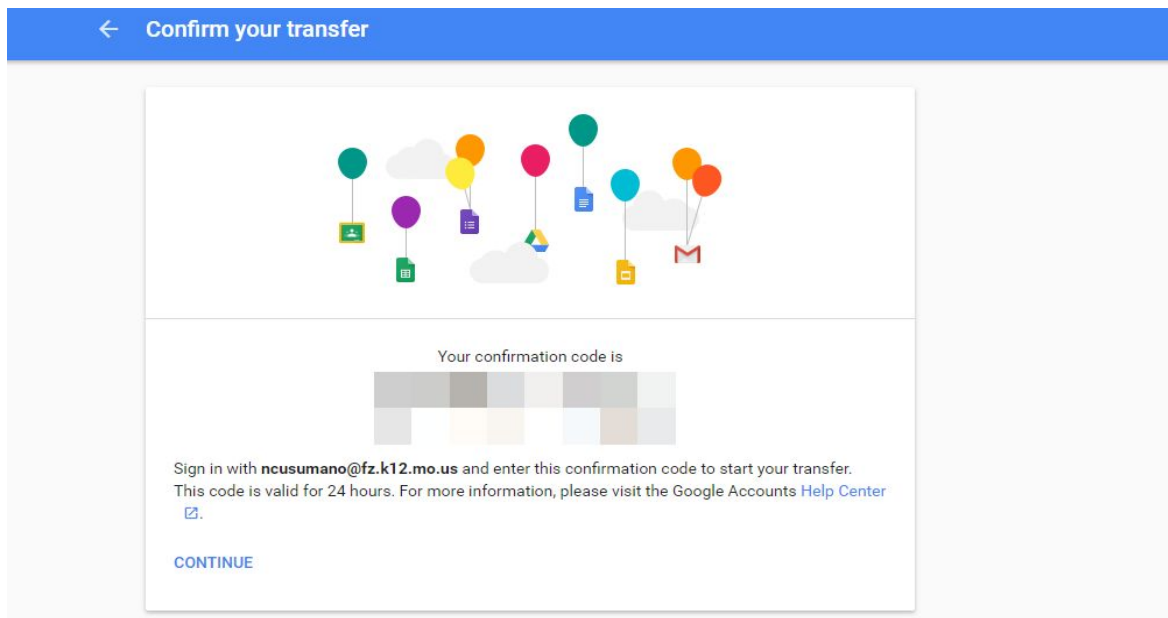 Confirm your transfer
Your confirmation code is
Sign in with ncusumano@fz.k12.mo.us and enter this confirmation code to start your transfer.
This code is valid for 24 hours. For more information, please visit the Google Accounts Help Center
.
CONTINUE